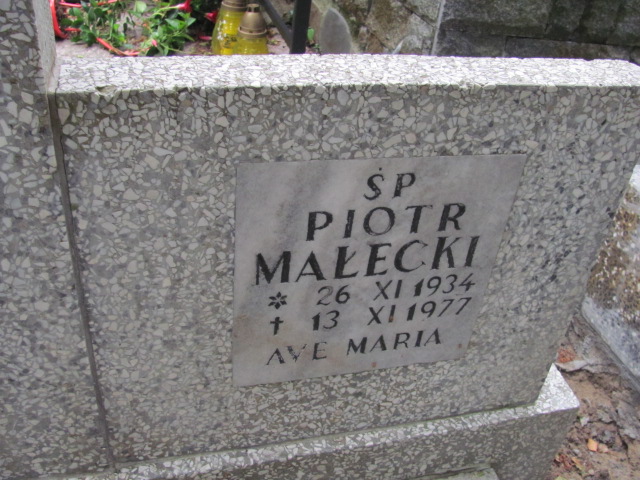 ŚP
PIOTR
MAŁECKI
* 26 XI 1934
† 13 XI 1977
AVE MARIA